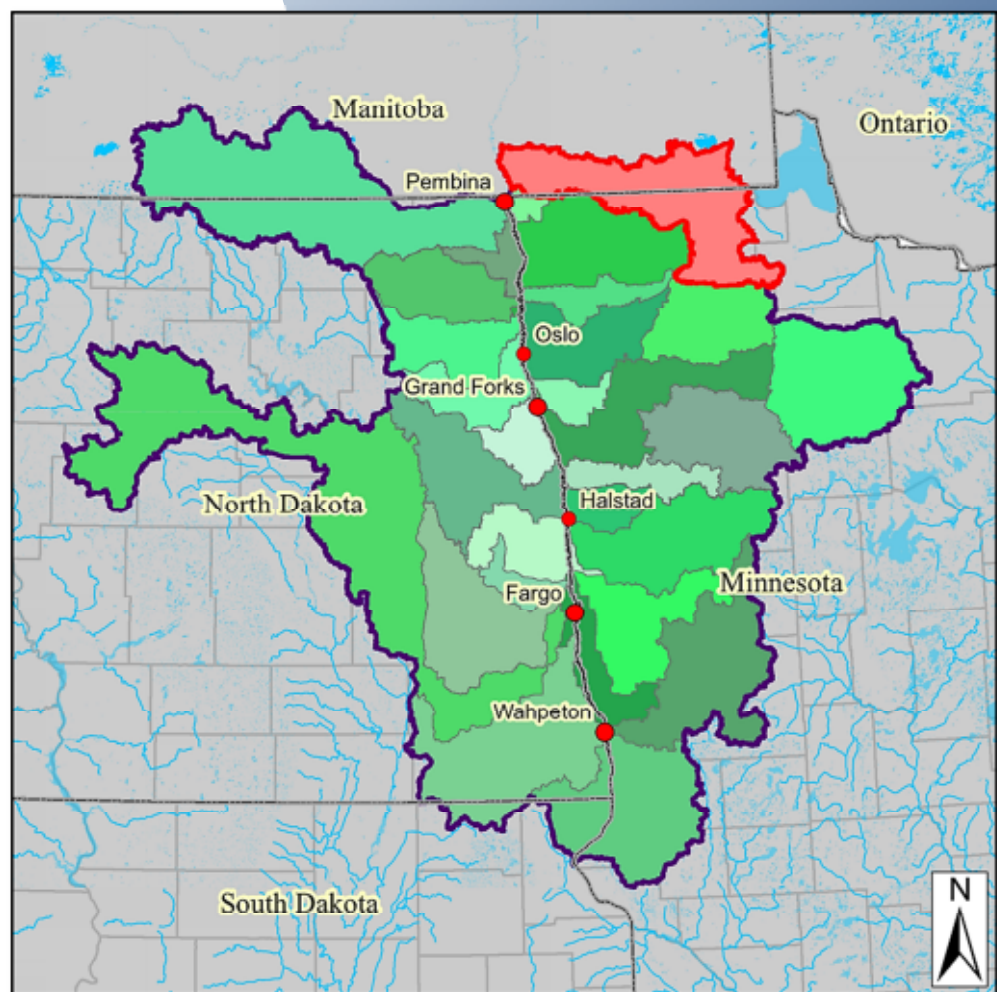 Manitoba
Ontario
Pembina
Oslo
Grand Forks
North Dakota
Halstad
Minnesota
Fargo
Wahpeton
South Dakota
N